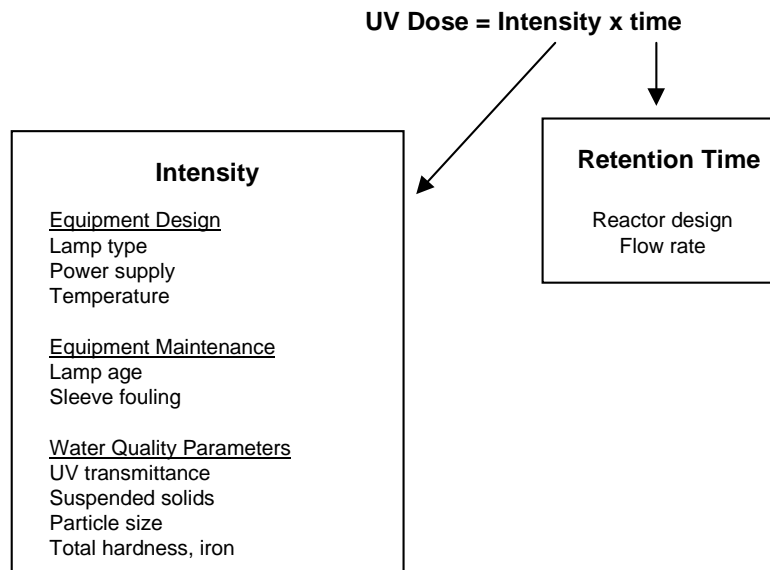 UV Dose = Intensity x time
Intensity
Equipment Design
Lamp type
Power supply
Temperature
Equipment Maintenance
Lamp age
Sleeve fouling
Water Quality Parameters
UV transmittance
Suspended solids
Particle size
Total hardness, iron
Retention Time
Reactor design
Flow rate